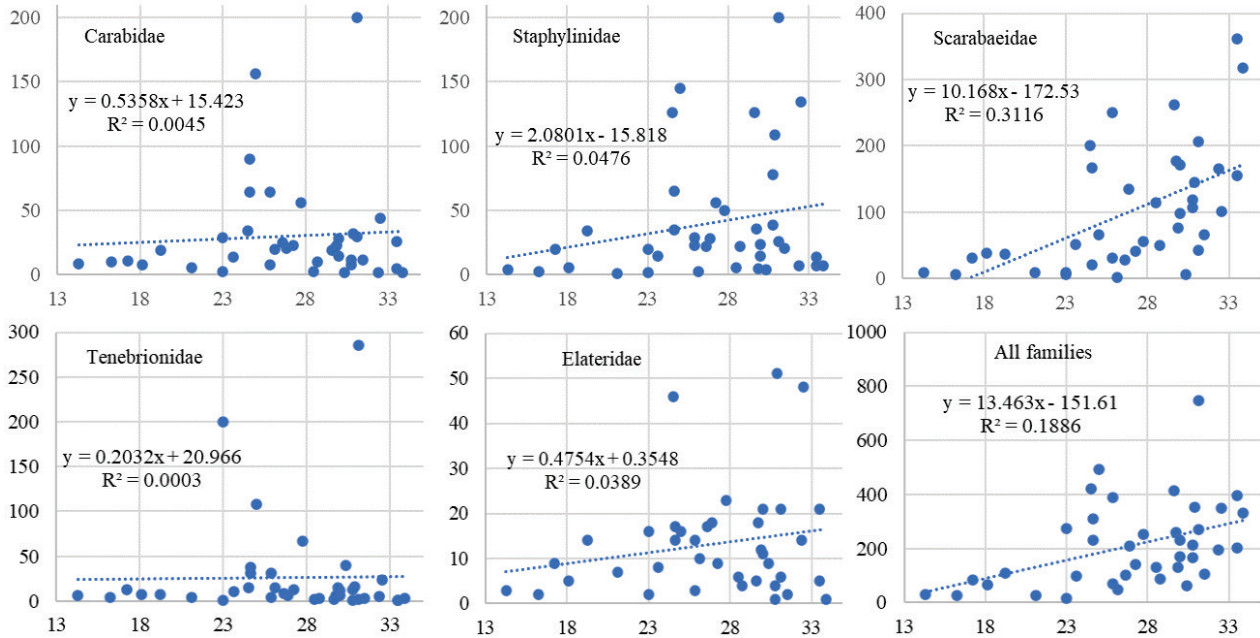 200
150
100
50
0
Carabidae
y = 0.5358x + 15.423
R² = 0.0045
13 18 23 28 33
200
150
100
50
0
Staphylinidae
y = 2.0801x - 15.818
R² = 0.0476
13 18 23 28 33
400
300
200
100
0
Scarabaeidae
y = 10.168x - 172.53
R² = 0.3116
13 18 23 28 33
300
250
200
150
100
50
0
Tenebrionidae
y = 0.2032x + 20.966
R² = 0.0003
13 18 23 28 33
60
50
40
30
20
10
0
Elateridae
y = 0.4754x + 0.3548
R² = 0.0389
13 18 23 28 33
1000
800
600
400
200
0
All families
y = 13.463x - 151.61
R² = 0.1886
13 18 23 28 33